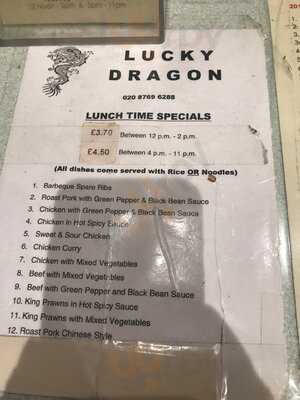 LUCKY
DRAGON
020 8769 6288
LUNCH TIME SPECIALS
£3.70 Between 12 p.m. - 2 p.m.
£4.50 Between 4 p.m. - 11 p.m.
(All dishes come served with Rice OR Noodles)
1. Barbeque Spare Ribs
2. Roast Pork with Green Pepper & Black Bean Sauce
3. Chicken with Green Pepper & Black Bean Sauce
4. Chicken in Hot Spicy Sauce
5. Sweet & Sour Chicken
6. Chicken Curry
7. Chicken with Mixed Vegetables
8. Beef with Mixed Vegetables
9. Beef with Green Pepper and Black Bean Sauce
10. King Prawns in Hot Spicy Sauce
11. King Prawns with Mixed Vegetables
12. Roast Pork Chinese Style